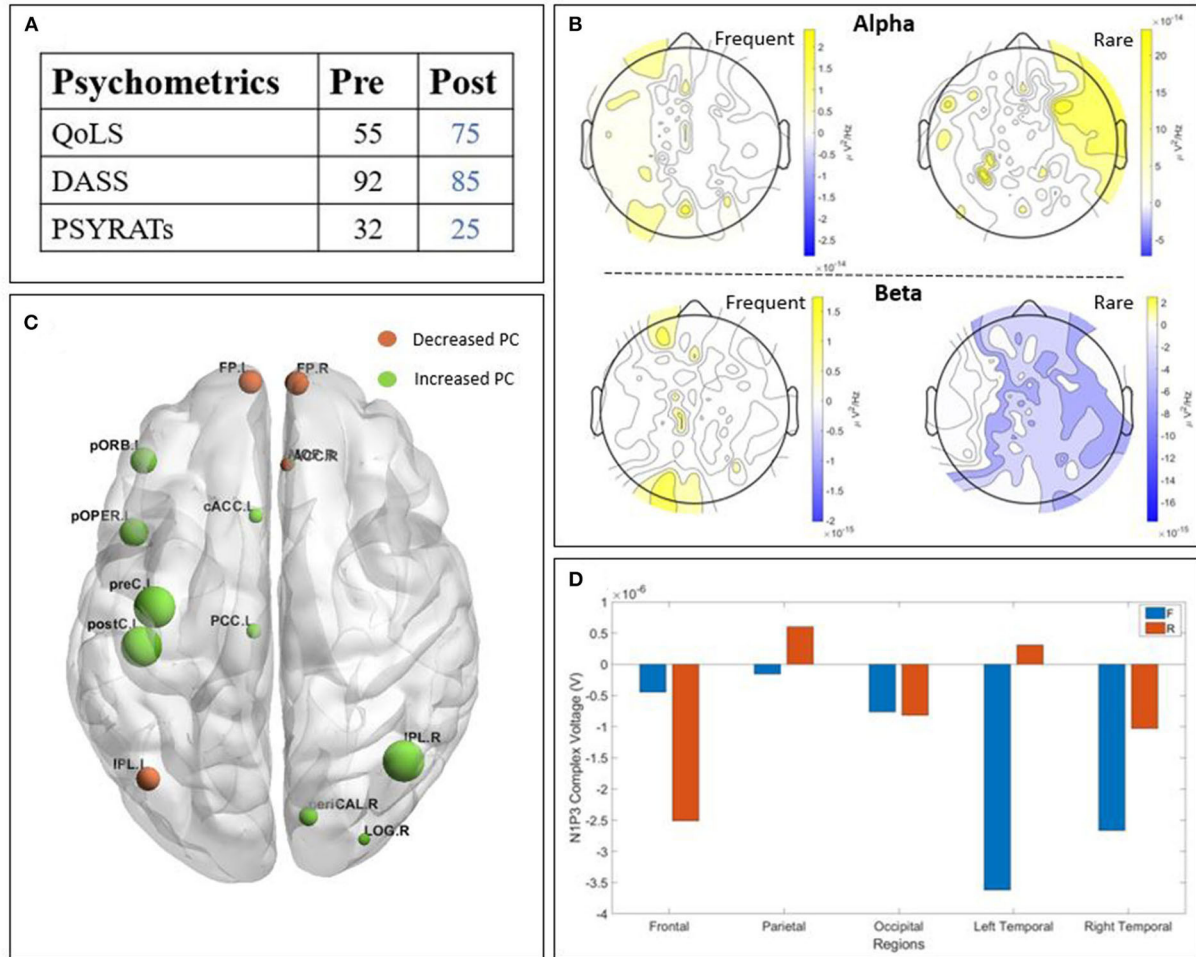 A
Psychometrics Pre Post
QoLS 55 75
DASS 92 85
PSYRATs 32 25
B
Alpha
Frequent
Rare
2
1.5
1
0.5
0
-0.5
-1
-1.5
-2
-2.5
×10⁻¹⁴
μ V²/Hz
×10⁻¹⁴
20
15
10
5
0
-5
μ V²/Hz
Beta
Frequent
Rare
1.5
1
0.5
0
-0.5
-1
-1.5
-2
×10⁻¹⁵
μ V²/Hz
2
0
-2
-4
-6
-8
-10
-12
-14
-16
×10⁻¹⁵
μ V²/Hz
C
Decreased PC
Increased PC
FP.L FP.R
pORB.L
cACC.L
pOPER.L
preC.L
postC.L PCC.L
IPL.R
IPL.L
periCAL.R
LOG.R
D
×10⁻⁶
F
R
1
0.5
0
-0.5
-1
-1.5
-2
-2.5
-3
-3.5
-4
N1P3 Complex Voltage (V)
Frontal Parietal Occipital Left Temporal Right Temporal
Regions